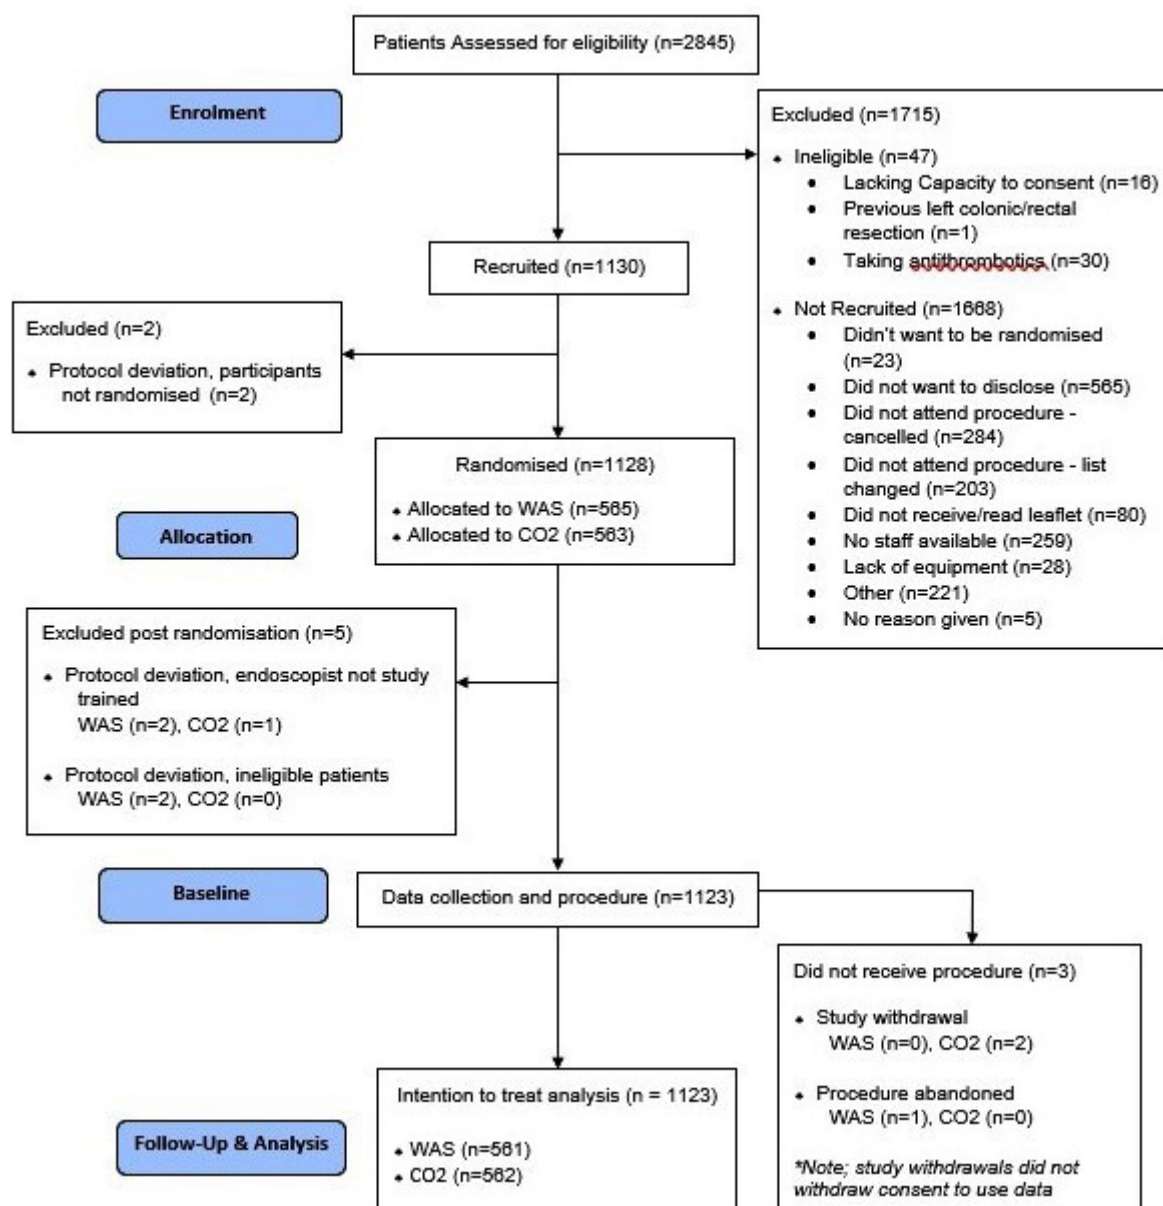 Patients Assessed for eligibility (n=2845)
Enrolment
Excluded (n=1715)
Ineligible (n=47)
Lacking Capacity to consent (n=16)
Previous left colonic/rectal
resection (n=1)
Taking antithrombotics (n=30)
Not Recruited (n=1668)
Didn't want to be randomised
(n=23)
Did not want to disclose (n=565)
Did not attend procedure -
cancelled (n=284)
Did not attend procedure - list
changed (n=203)
Did not receive/read leaflet (n=80)
No staff available (n=259)
Lack of equipment (n=28)
Other (n=221)
No reason given (n=5)
Recruited (n=1130)
Excluded (n=2)
Protocol deviation, participants
not randomised (n=2)
Randomised (n=1128)
Allocated to WAS (n=565)
Allocated to CO2 (n=563)
Allocation
Excluded post randomisation (n=5)
Protocol deviation, endoscopist not study
trained
WAS (n=2), CO2 (n=1)
Protocol deviation, ineligible patients
WAS (n=2), CO2 (n=0)
Baseline
Data collection and procedure (n=1123)
Did not receive procedure (n=3)
Study withdrawal
WAS (n=0), CO2 (n=2)
Procedure abandoned
WAS (n=1), CO2 (n=0)
*Note; study withdrawals did not
withdraw consent to use data
Follow-Up & Analysis
Intention to treat analysis (n = 1123)
WAS (n=561)
CO2 (n=562)